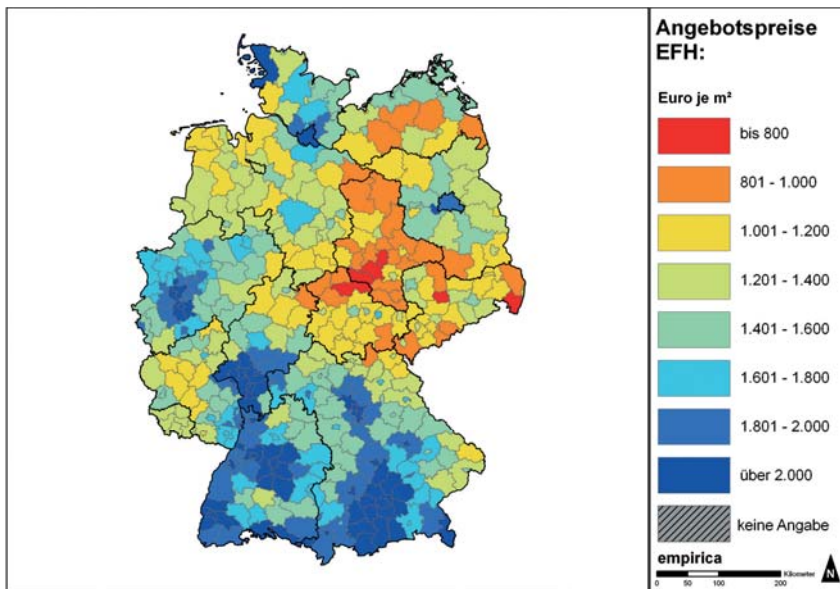 Angebotspreise
EFH:
Euro je m²
bis 800
801 - 1.000
1.001 - 1.200
1.201 - 1.400
1.401 - 1.600
1.601 - 1.800
1.801 - 2.000
über 2.000
keine Angabe
empirica
Kilometer
0 50 100 200
N